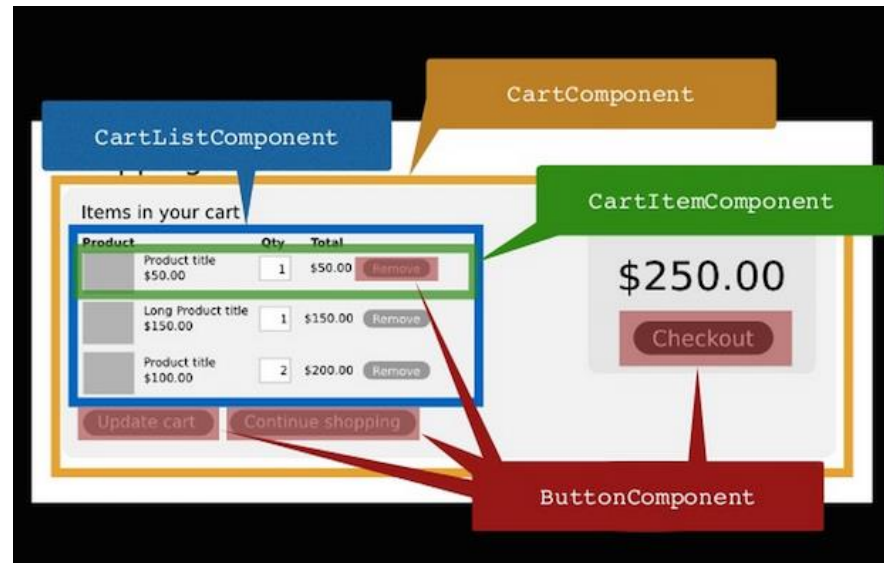 CartComponent
CartListComponent
CartItemComponent
Items in your cart
Product Qty Total
Product title
$50.00
1 $50.00 Remove
Long Product title
$150.00
1 $150.00 Remove
Product title
$100.00
2 $200.00 Remove
$250.00
Checkout
Update cart Continue shopping
ButtonComponent